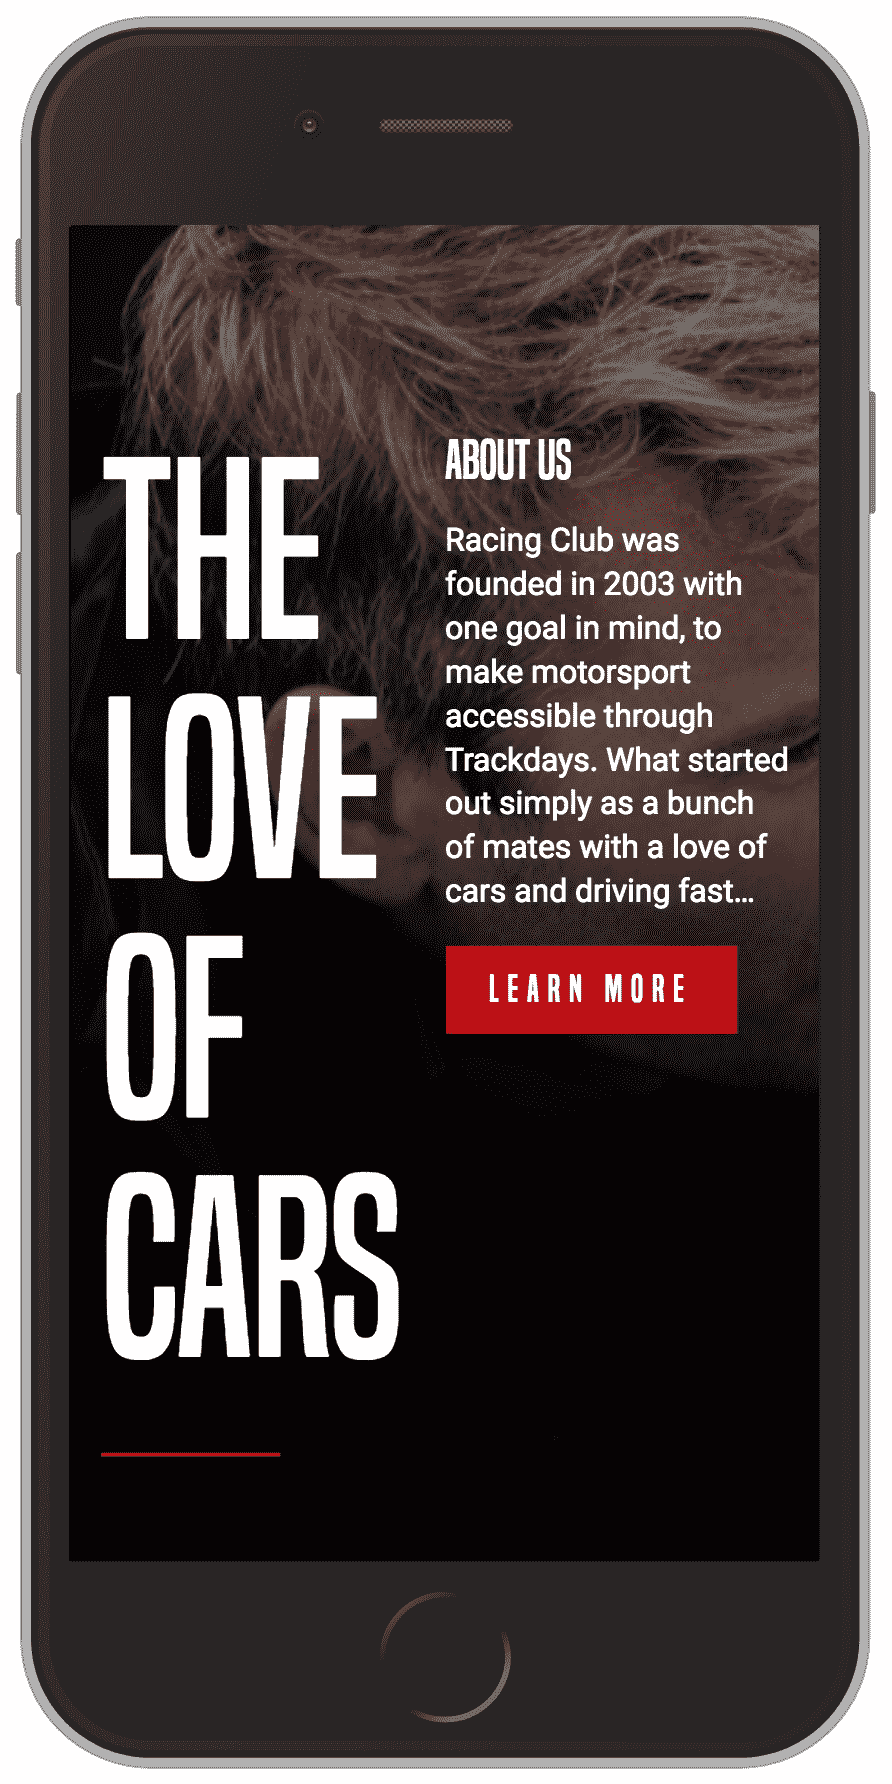 THE
LOVE
OF
CARS
ABOUT US
Racing Club was
founded in 2003 with
one goal in mind, to
make motorsport
accessible through
Trackdays. What started
out simply as a bunch
of mates with a love of
cars and driving fast...
LEARN MORE